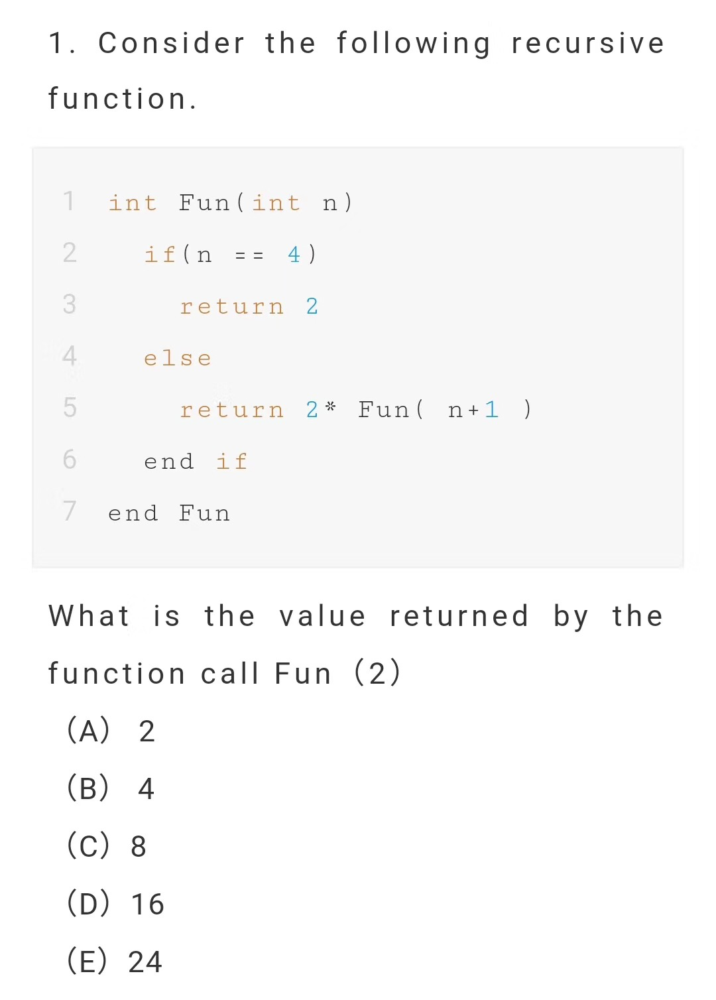 1. Consider the following recursive
function.
1 int Fun(int n)
2 if(n == 4)
3 return 2
4 else
5 return 2* Fun( n+1 )
6 end if
7 end Fun
What is the value returned by the
function call Fun（2）
（A） 2
（B） 4
（C）8
（D）16
（E）24